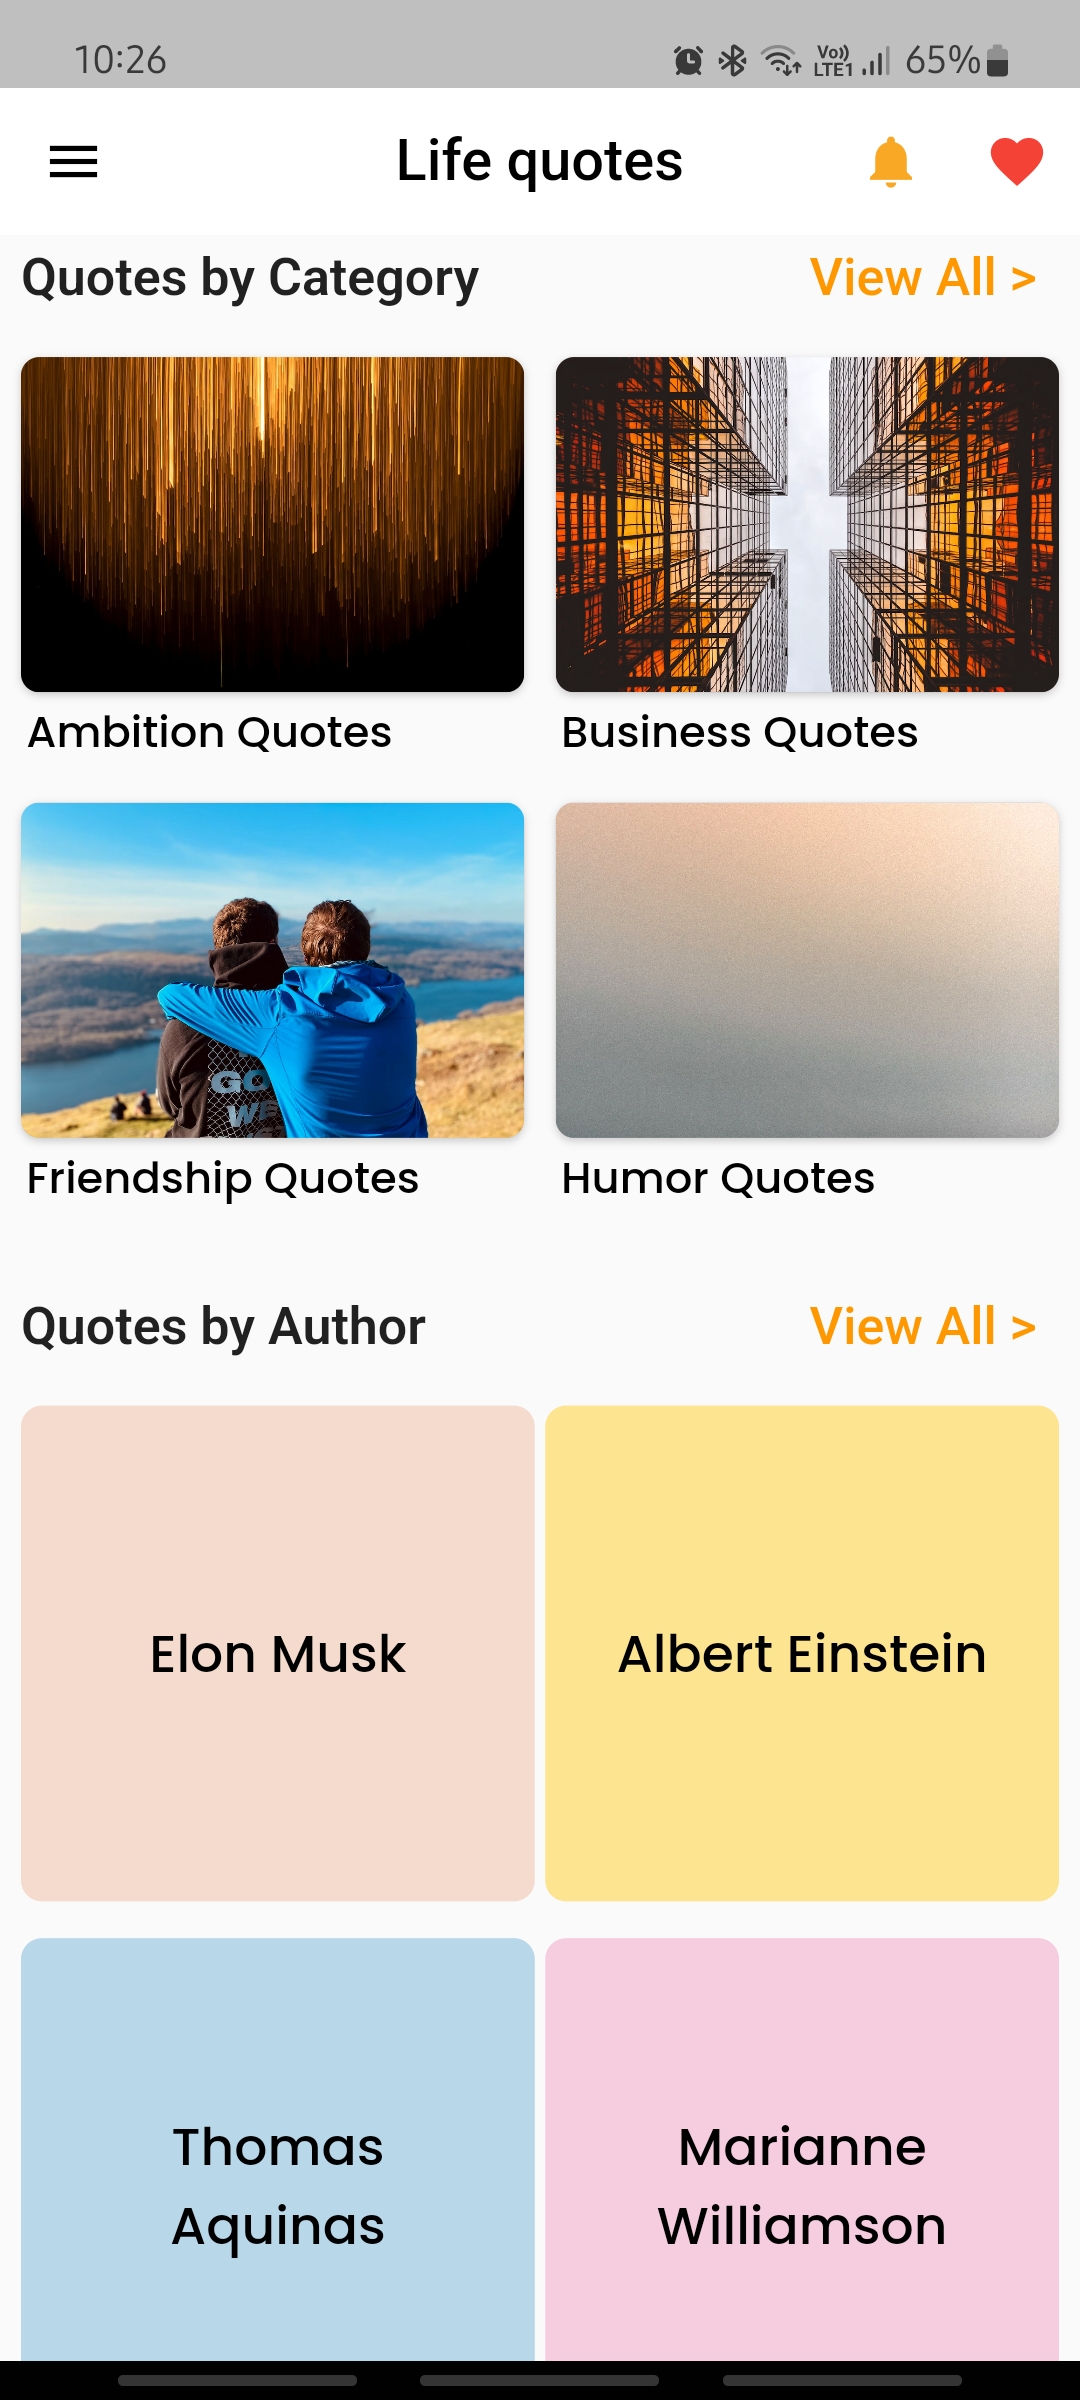 10:26
Vo)) LTE1 65%
Life quotes
Quotes by Category View All >
Ambition Quotes Business Quotes
GO
WE
Friendship Quotes Humor Quotes
Quotes by Author View All >
Elon Musk Albert Einstein
Thomas Aquinas
Marianne Williamson